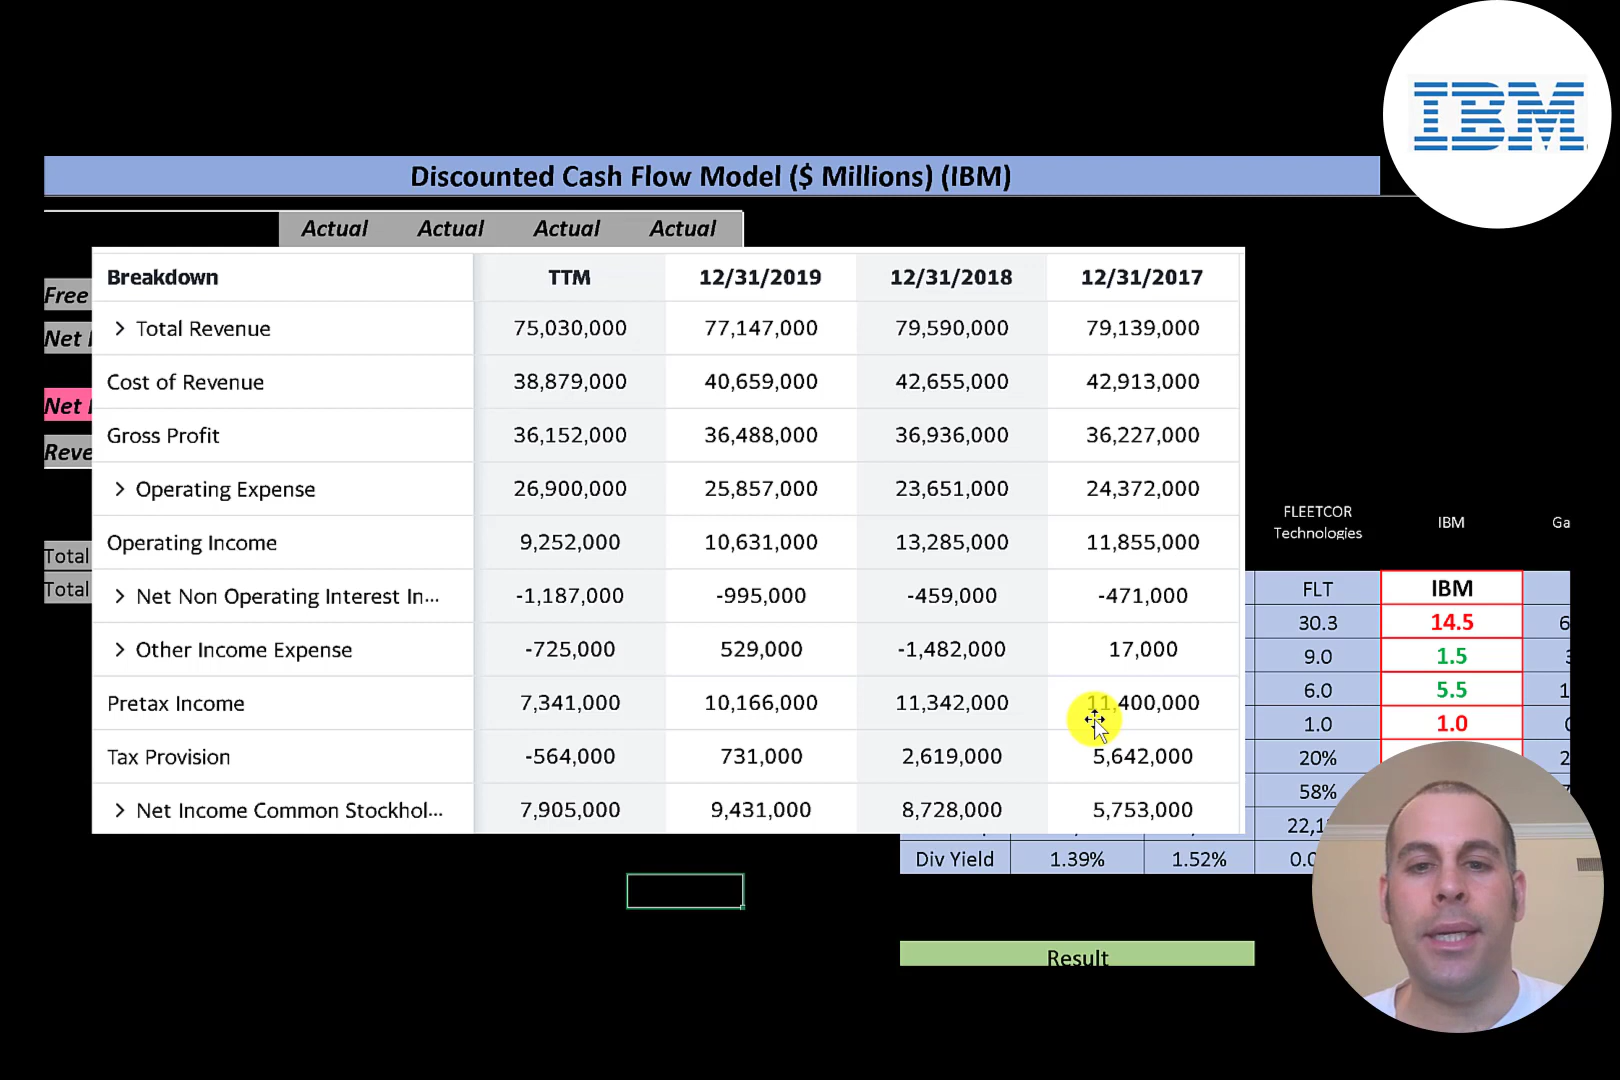 IBM
Discounted Cash Flow Model ($ Millions) (IBM)
Actual Actual Actual Actual
Free
Net
Net
Breakdown TTM 12/31/2019 12/31/2018 12/31/2017
> Total Revenue 75,030,000 77,147,000 79,590,000 79,139,000
Cost of Revenue 38,879,000 40,659,000 42,655,000 42,913,000
Gross Profit 36,152,000 36,488,000 36,936,000 36,227,000
> Operating Expense 26,900,000 25,857,000 23,651,000 24,372,000
Operating Income 9,252,000 10,631,000 13,285,000 11,855,000
> Net Non Operating Interest In... -1,187,000 -995,000 -459,000 -471,000
> Other Income Expense -725,000 529,000 -1,482,000 17,000
Pretax Income 7,341,000 10,166,000 11,342,000 11,400,000
Tax Provision -564,000 731,000 2,619,000 5,642,000
> Net Income Common Stockhol... 7,905,000 9,431,000 8,728,000 5,753,000
Reve
Total
Total
FLEETCOR
Technologies
IBM
Ga
FLT IBM
30.3 14.5 6
9.0 1.5
6.0 5.5 1
1.0 1.0
20% 2
58%
22,1
Div Yield 1.39% 1.52% 0.0
Result